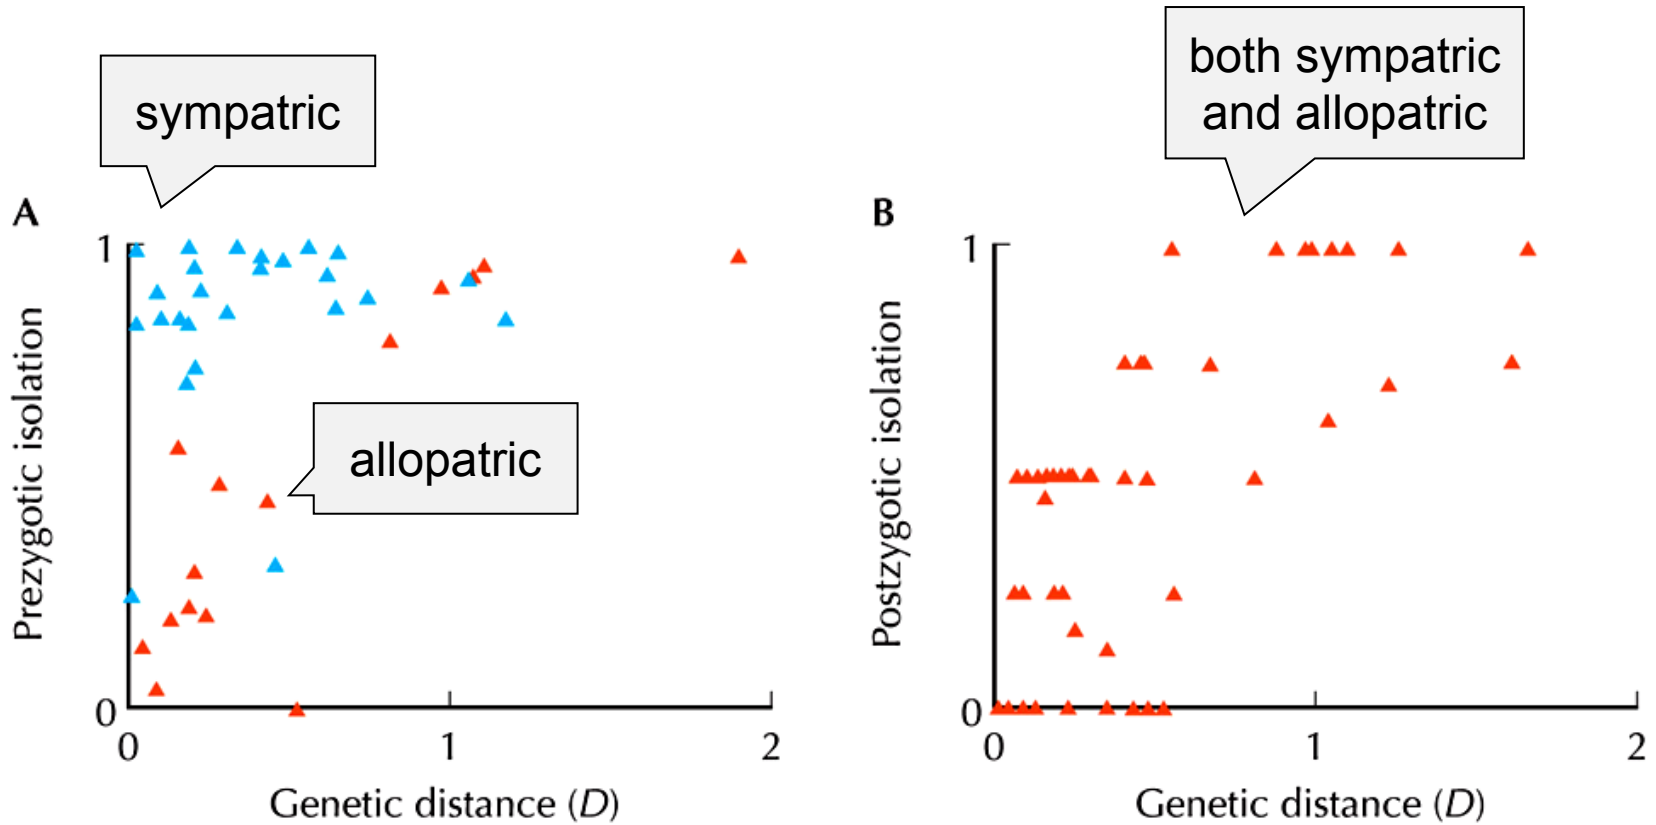 sympatric
A
1
Prezygotic isolation
allopatric
0
0 1 2
Genetic distance (D)
both sympatric
and allopatric
B
1
Postzygotic isolation
0
0 1 2
Genetic distance (D)